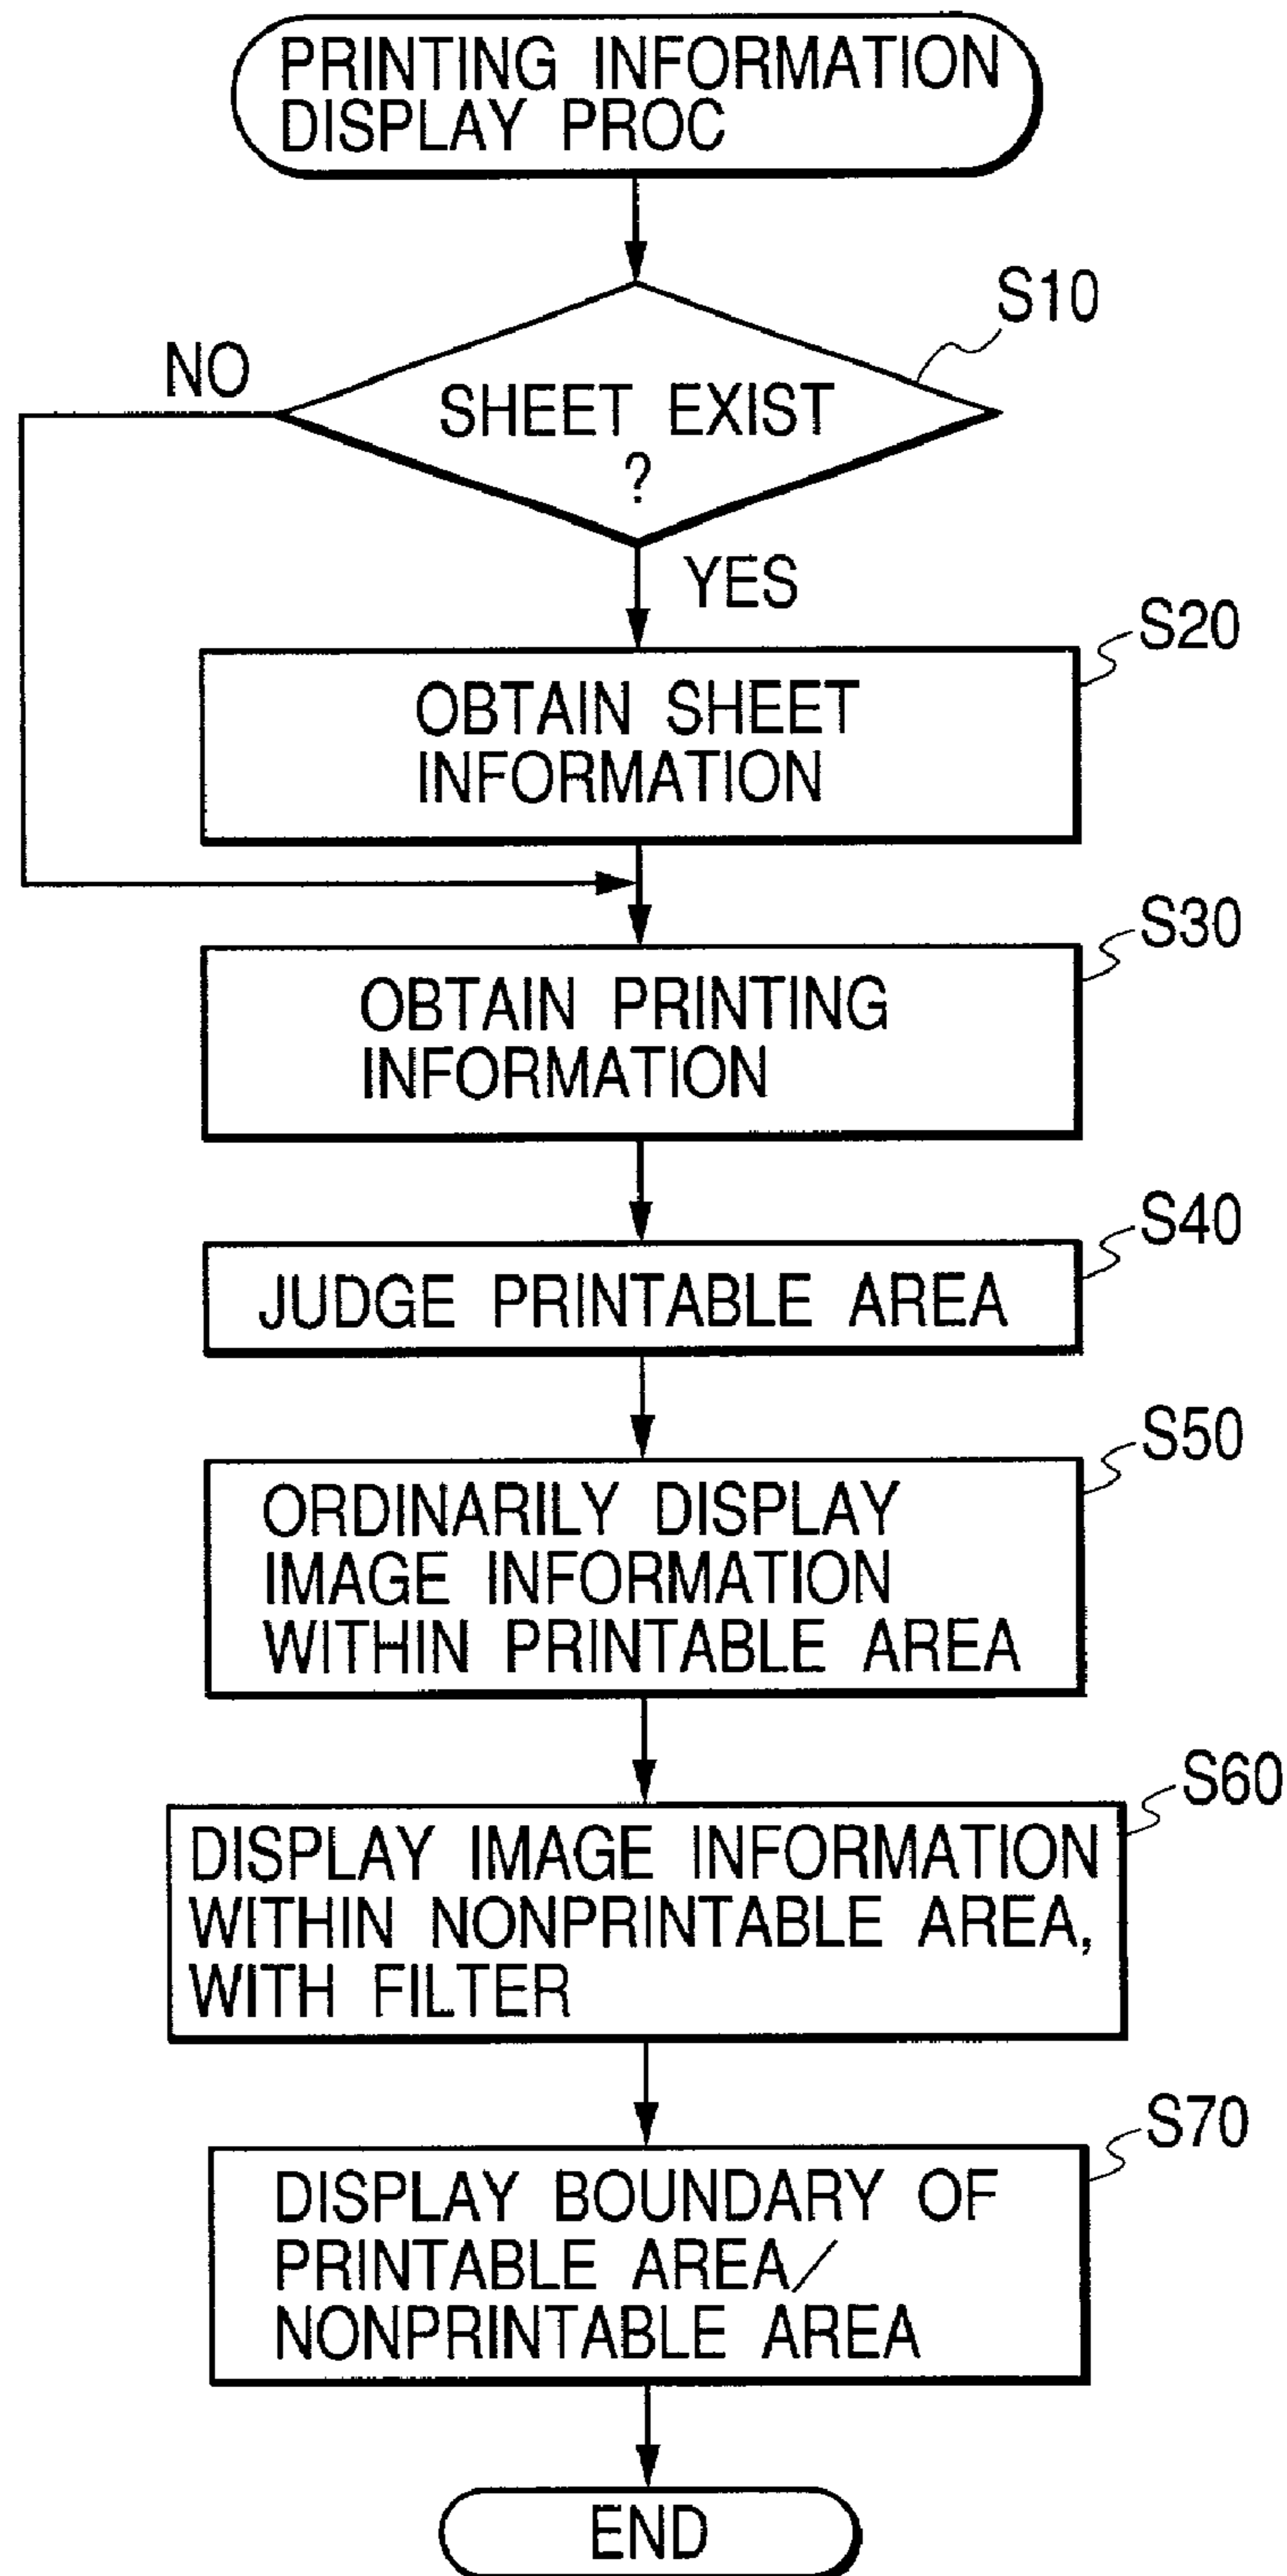 PRINTING INFORMATION
DISPLAY PROC
S10
NO
SHEET EXIST
?
YES
S20
OBTAIN SHEET
INFORMATION
S30
OBTAIN PRINTING
INFORMATION
S40
JUDGE PRINTABLE AREA
S50
ORDINARILY DISPLAY
IMAGE INFORMATION
WITHIN PRINTABLE AREA
S60
DISPLAY IMAGE INFORMATION
WITHIN NONPRINTABLE AREA,
WITH FILTER
S70
DISPLAY BOUNDARY OF
PRINTABLE AREA/
NONPRINTABLE AREA
END